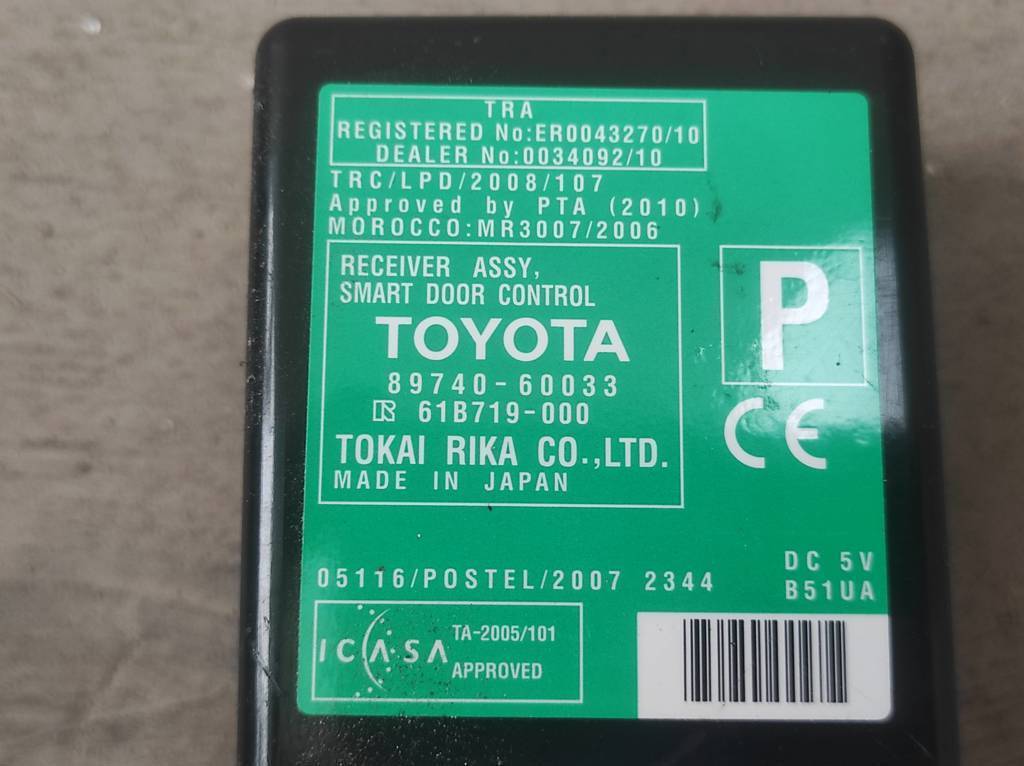 TRA
REGISTERED No:ER0043270/10
DEALER No:0034092/10
TRC/LPD/2008/107
Approved by PTA (2010)
MOROCCO:MR3007/2006
RECEIVER ASSY,
SMART DOOR CONTROL
TOYOTA
89740-60033
61B719-000
TOKAI RIKA CO.,LTD.
MADE IN JAPAN
P
CE
05116/POSTEL/2007 2344
DC 5V
B51UA
ICASA
TA-2005/101
APPROVED